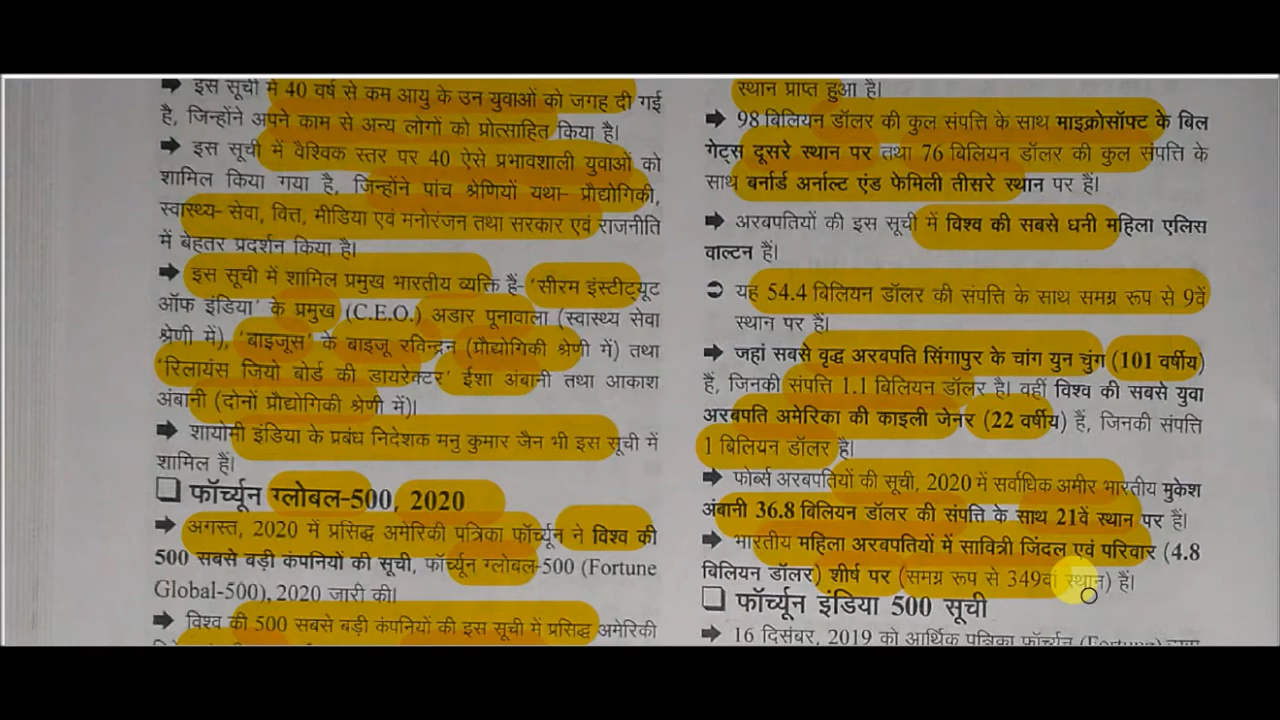 ➡ इस सूची में 40 वर्ष से कम आयु के उन युवाओं को जगह दी गई
है, जिन्होंने अपने काम से अन्य लोगों को प्रोत्साहित किया है।
➡ इस सूची में वैश्विक स्तर पर 40 ऐसे प्रभावशाली युवाओं को
शामिल किया गया है, जिन्होंने पांच श्रेणियों यथा– प्रौद्योगिकी,
स्वास्थ्य- सेवा, वित्त, मीडिया एवं मनोरंजन तथा सरकार एवं राजनीति
में बेहतर प्रदर्शन किया है।
➡ इस सूची में शामिल प्रमुख भारतीय व्यक्ति हैं- 'सीरम इंस्टीट्यूट
ऑफ इंडिया' के प्रमुख (C.E.O.) अडार पूनावाला (स्वास्थ्य सेवा
श्रेणी में), 'बाइजूस' के बाइजू रविन्द्रन (प्रौद्योगिकी श्रेणी में) तथा
'रिलायंस जियो बोर्ड की डायरेक्टर' ईशा अंबानी तथा आकाश
अंबानी (दोनों प्रौद्योगिकी श्रेणी में)।
➡ शायोमी इंडिया के प्रबंध निदेशक मनु कुमार जैन भी इस सूची में
शामिल हैं।
❑ फॉर्च्यून ग्लोबल-500, 2020
➡ अगस्त, 2020 में प्रसिद्ध अमेरिकी पत्रिका फॉर्च्यून ने विश्व की
500 सबसे बड़ी कंपनियों की सूची, फॉर्च्यून ग्लोबल-500 (Fortune
Global-500), 2020 जारी की।
➡ विश्व की 500 सबसे बड़ी कंपनियों की इस सूची में प्रसिद्ध अमेरिकी
स्थान प्राप्त हुआ है।
➡ 98 बिलियन डॉलर की कुल संपत्ति के साथ माइक्रोसॉफ्ट के बिल
गेट्स दूसरे स्थान पर तथा 76 बिलियन डॉलर की कुल संपत्ति के
साथ बर्नार्ड अर्नाल्ट एंड फेमिली तीसरे स्थान पर हैं।
➡ अरबपतियों की इस सूची में विश्व की सबसे धनी महिला एलिस
वाल्टन हैं।
➲ यह 54.4 बिलियन डॉलर की संपत्ति के साथ समग्र रूप से 9वें
स्थान पर हैं।
➡ जहां सबसे वृद्ध अरबपति सिंगापुर के चांग युन चुंग (101 वर्षीय)
हैं, जिनकी संपत्ति 1.1 बिलियन डॉलर है। वहीं विश्व की सबसे युवा
अरबपति अमेरिका की काइली जेनर (22 वर्षीय) हैं, जिनकी संपत्ति
1 बिलियन डॉलर है।
➡ फोर्ब्स अरबपतियों की सूची, 2020 में सर्वाधिक अमीर भारतीय मुकेश
अंबानी 36.8 बिलियन डॉलर की संपत्ति के साथ 21वें स्थान पर हैं।
➡ भारतीय महिला अरबपतियों में सावित्री जिंदल एवं परिवार (4.8
बिलियन डॉलर) शीर्ष पर (समग्र रूप से 349वां स्थान) हैं।
❑ फॉर्च्यून इंडिया 500 सूची
➡ 16 दिसंबर, 2019 को आर्थिक पत्रिका फॉर्च्यून (Fortune)